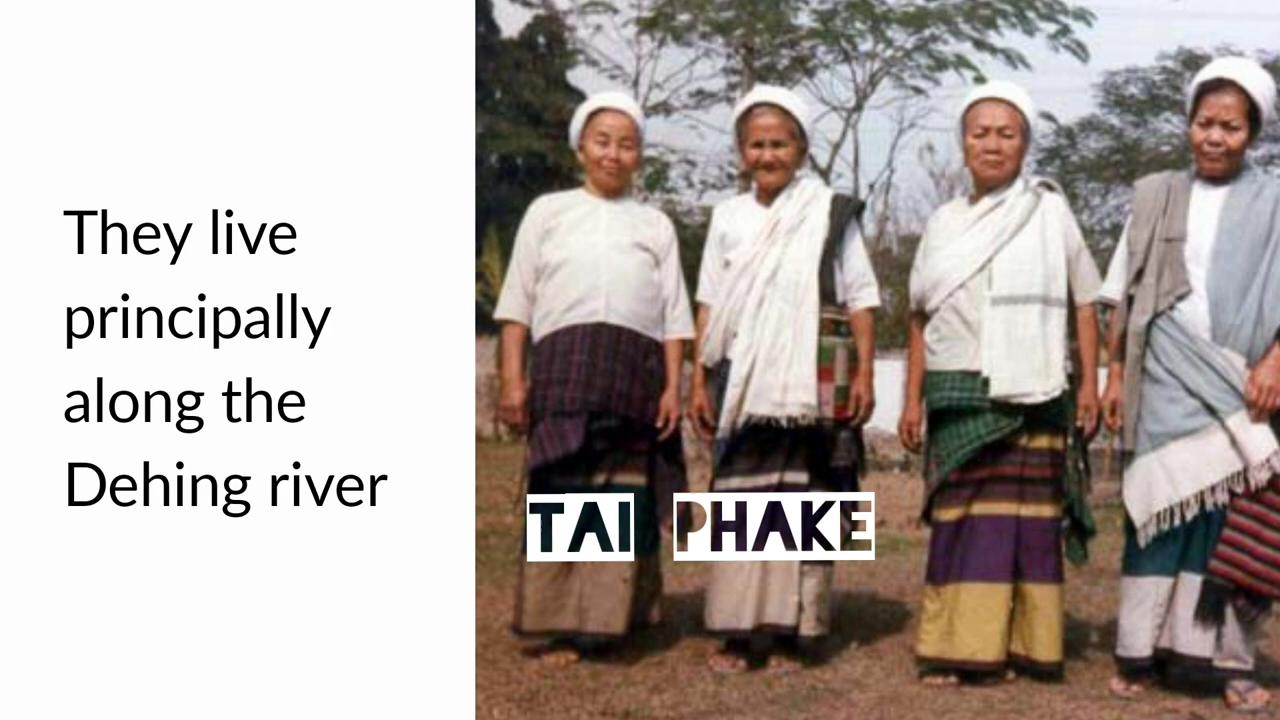 They live
principally
along the
Dehing river
TAI PHAKE